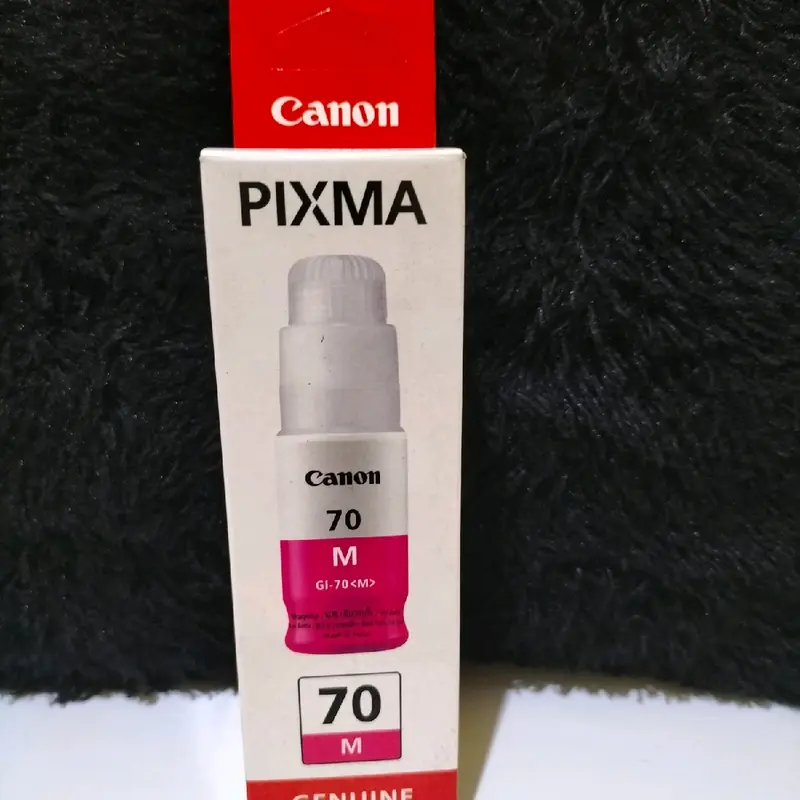 Canon
PIXMA
Canon
70
M
GI-70<M>
70
M
GENUINE